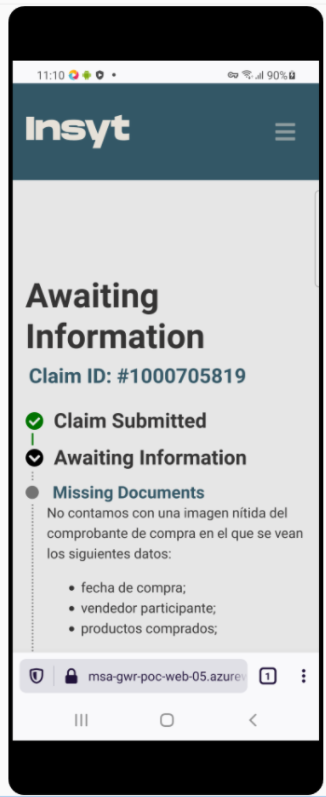 11:10
90%
Insyt
Awaiting
Information
Claim ID: #1000705819
Claim Submitted
Awaiting Information
Missing Documents
No contamos con una imagen nítida del
comprobante de compra en el que se vean
los siguientes datos:
• fecha de compra;
• vendedor participante;
• productos comprados;
msa-gwr-poc-web-05.azurew
1